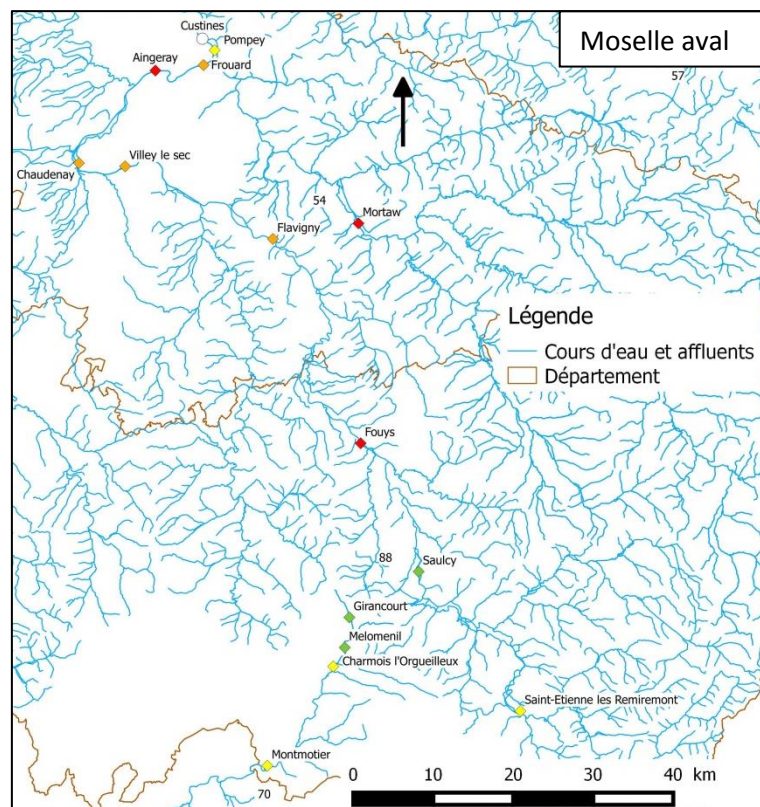 Moselle aval
Custines
Pompey
Aingeray
Frouard
57
Chaudenay
Villey le sec
54
Mortaw
Flavigny
Légende
Cours d'eau et affluents
Département
Fouys
88
Saulcy
Girancourt
Melomenil
Charmois l'Orgueilleux
Saint-Etienne les Remiremont
Montmotier
70
0 10 20 30 40 km